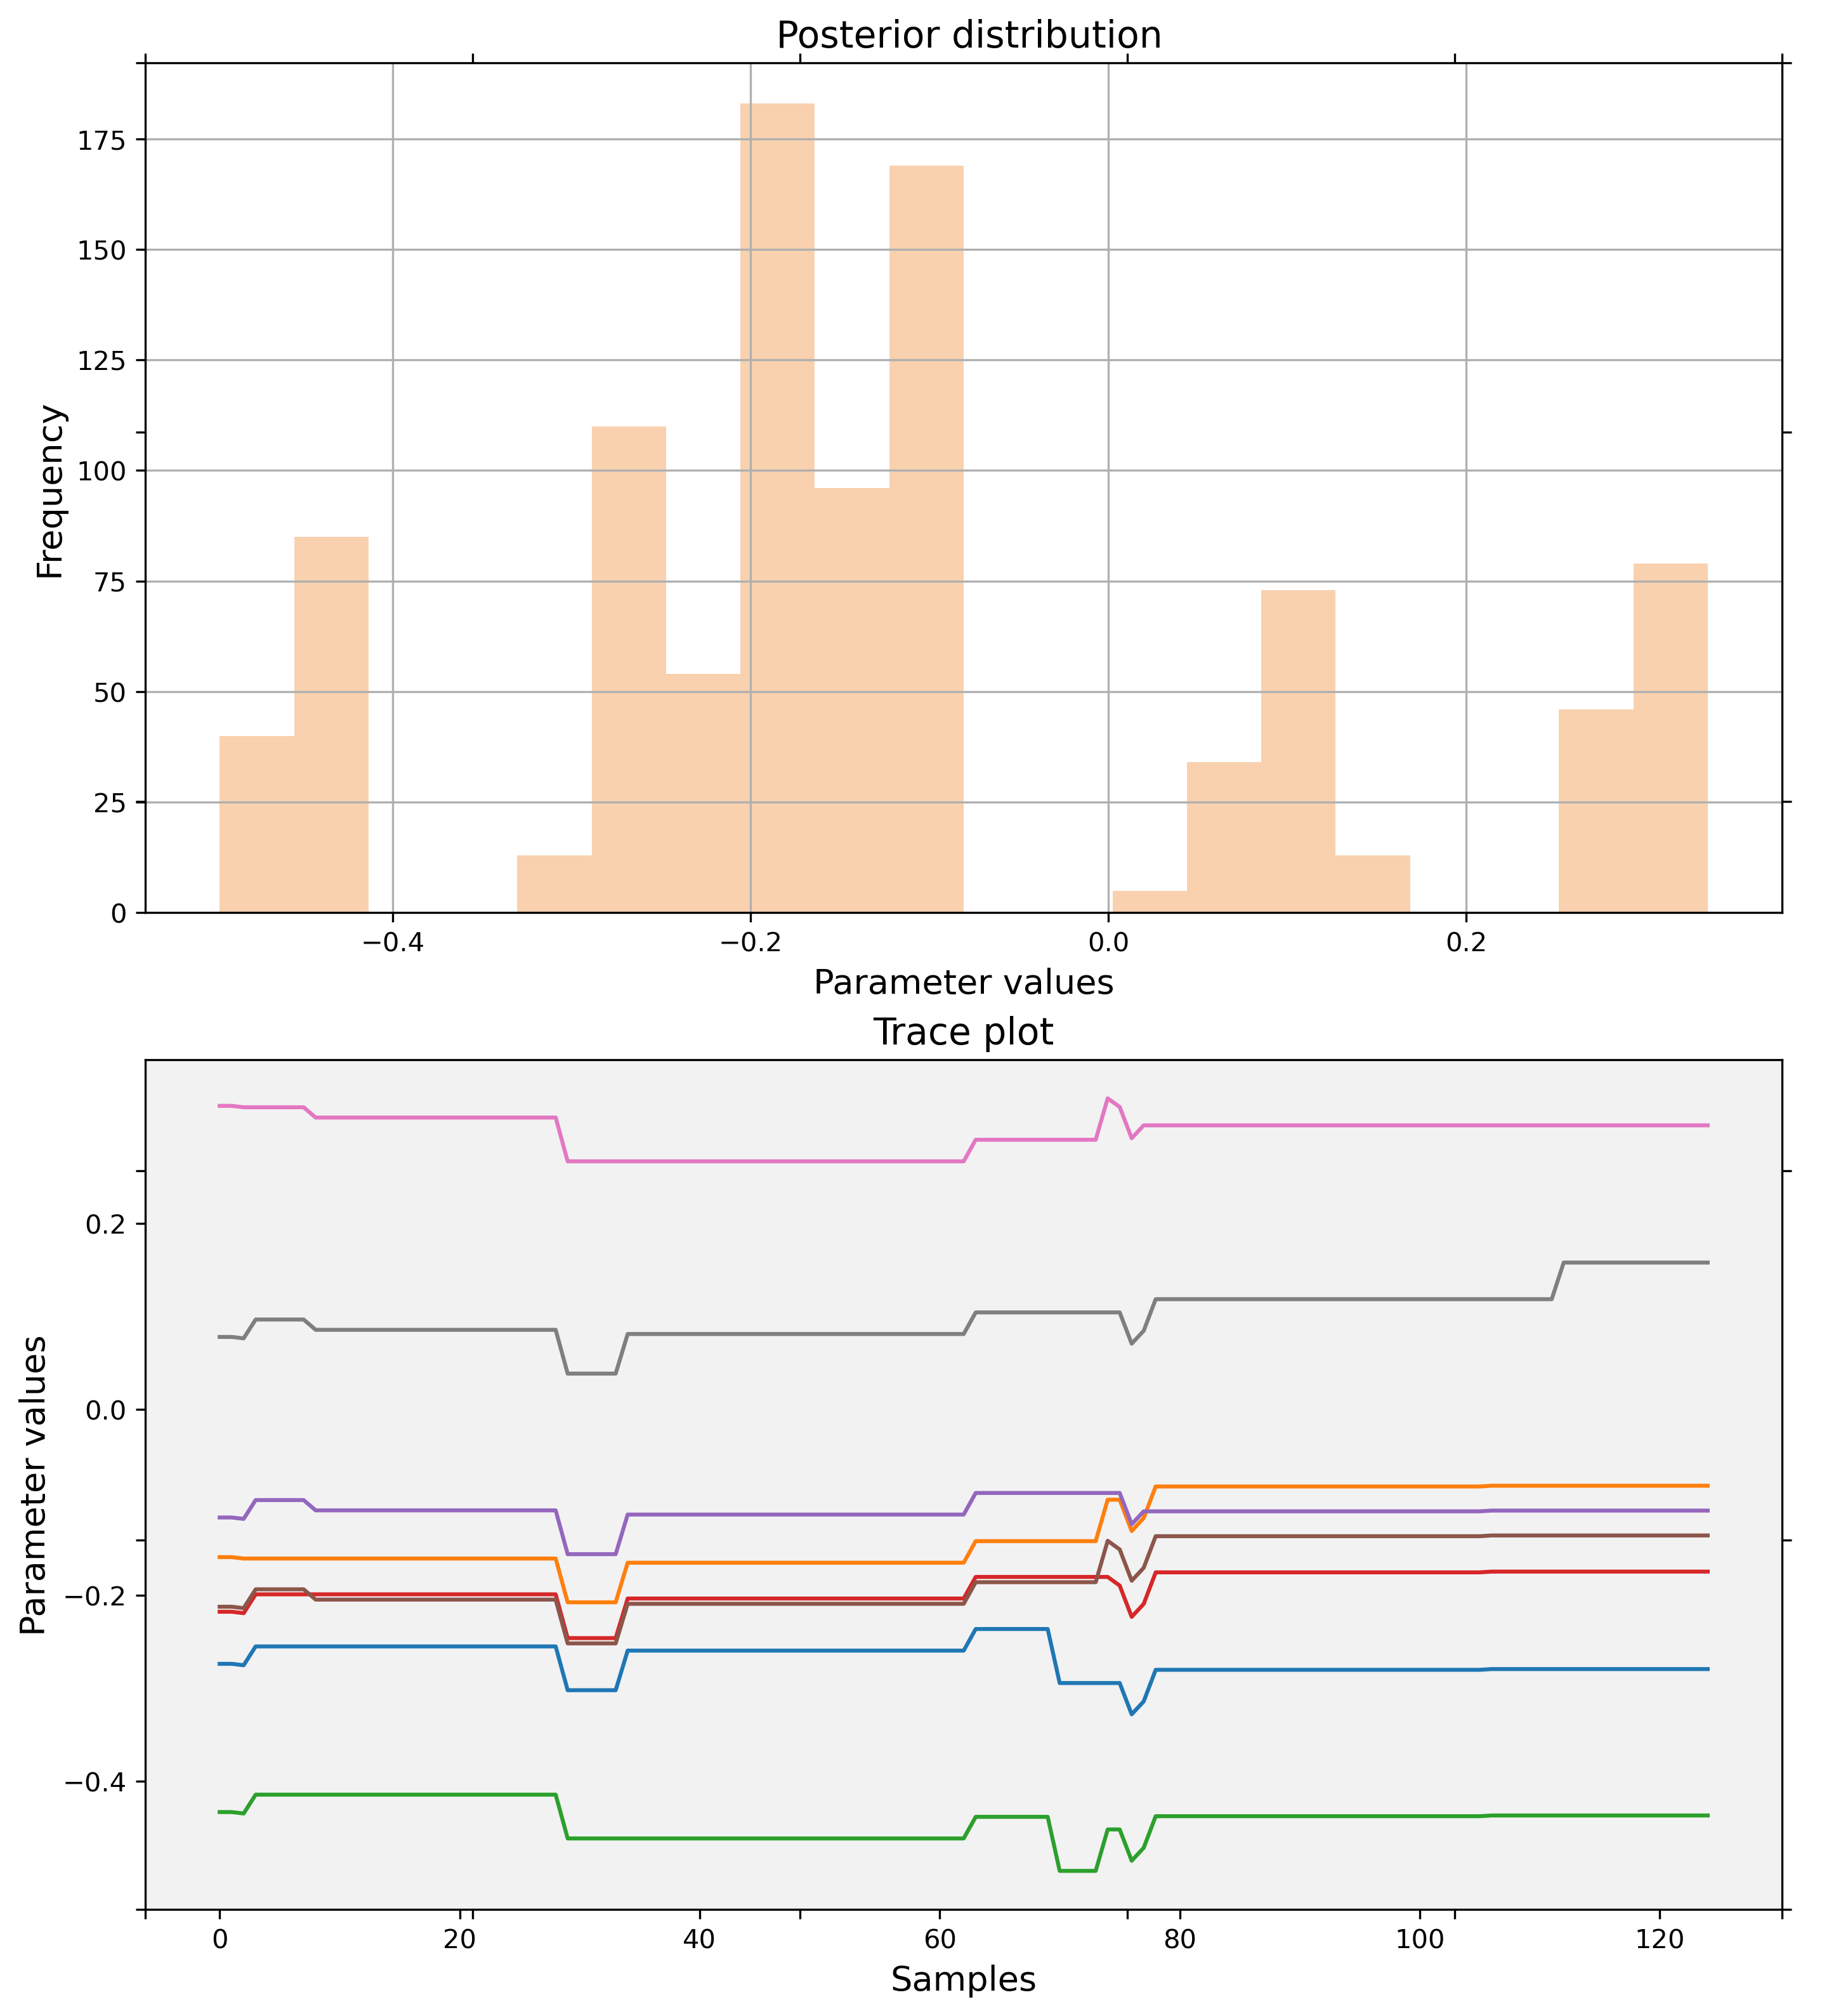 Posterior distribution
175
150
125
100
75
50
25
0
Frequency
−0.4 −0.2 0.0 0.2
Parameter values
Trace plot
0.2
0.0
−0.2
−0.4
Parameter values
0 20 40 60 80 100 120
Samples